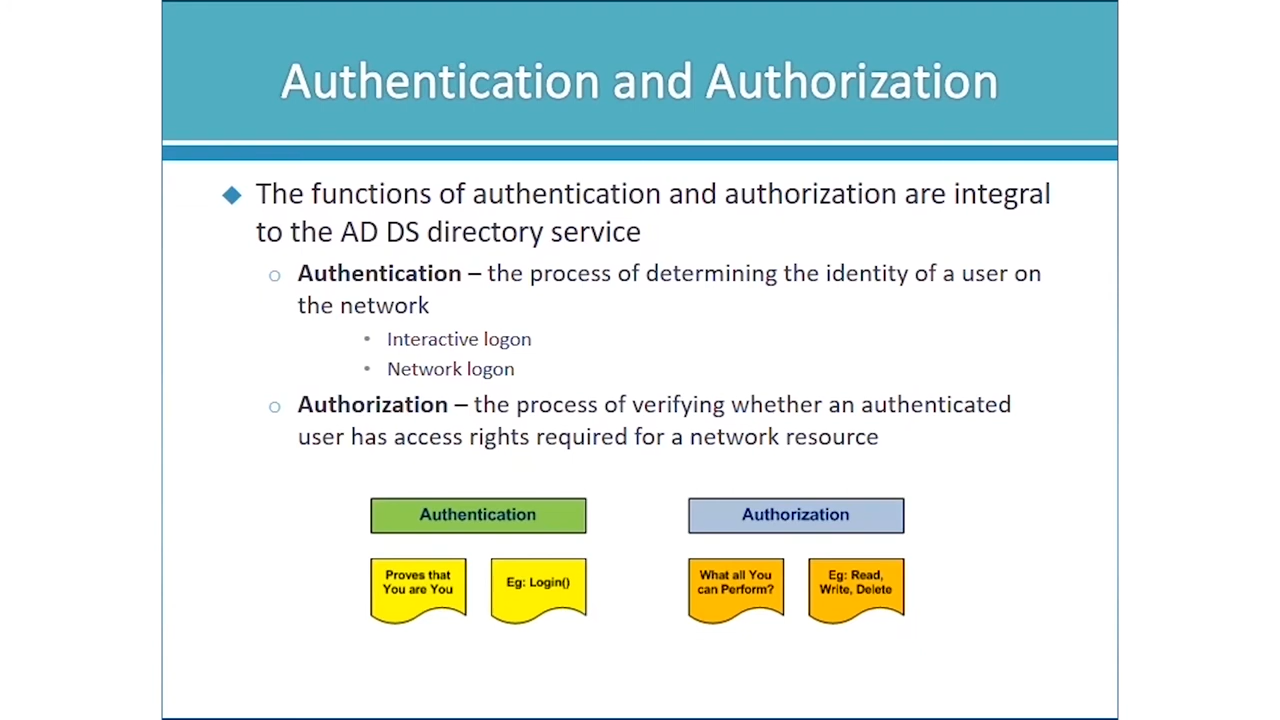 Authentication and Authorization
The functions of authentication and authorization are integral
to the AD DS directory service
Authentication – the process of determining the identity of a user on
the network
Interactive logon
Network logon
Authorization – the process of verifying whether an authenticated
user has access rights required for a network resource
Authentication
Authorization
Proves that
You are You
Eg: Login()
What all You
can Perform?
Eg: Read,
Write, Delete